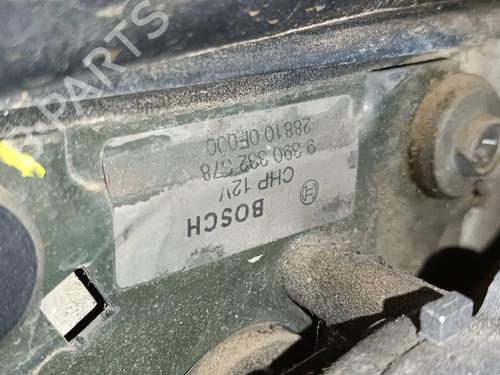 BOSCH
CHP 12V
9 390 332 578
28810 0F000
PARTS